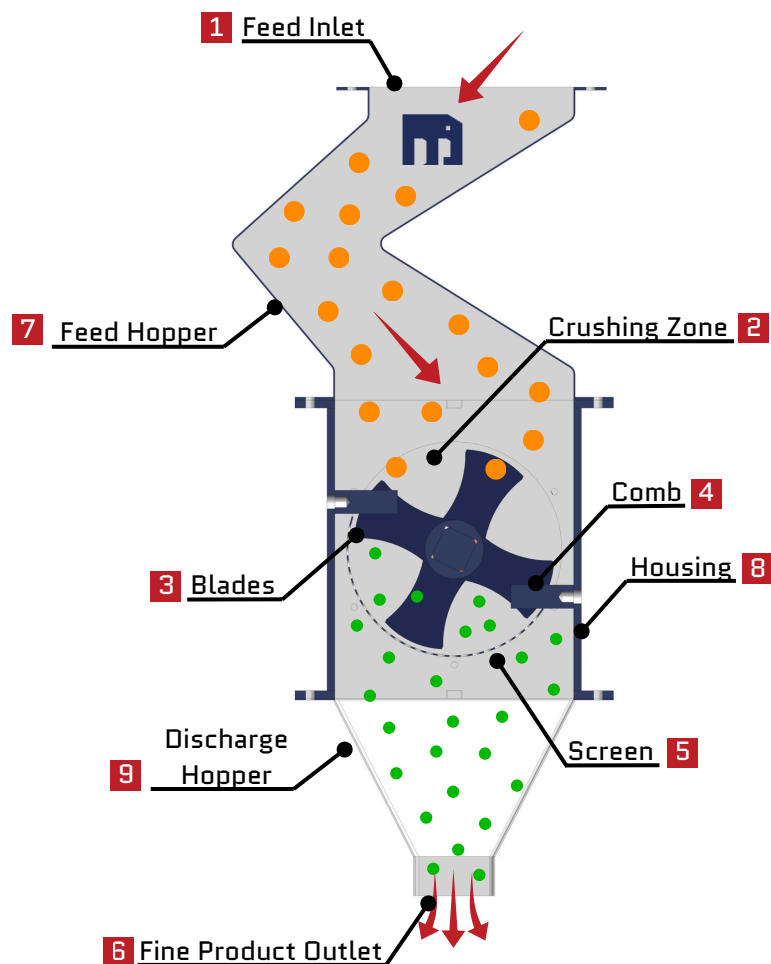 1 Feed Inlet
7 Feed Hopper
Crushing Zone 2
Comb 4
3 Blades
Housing 8
Discharge
9 Hopper
Screen 5
6 Fine Product Outlet